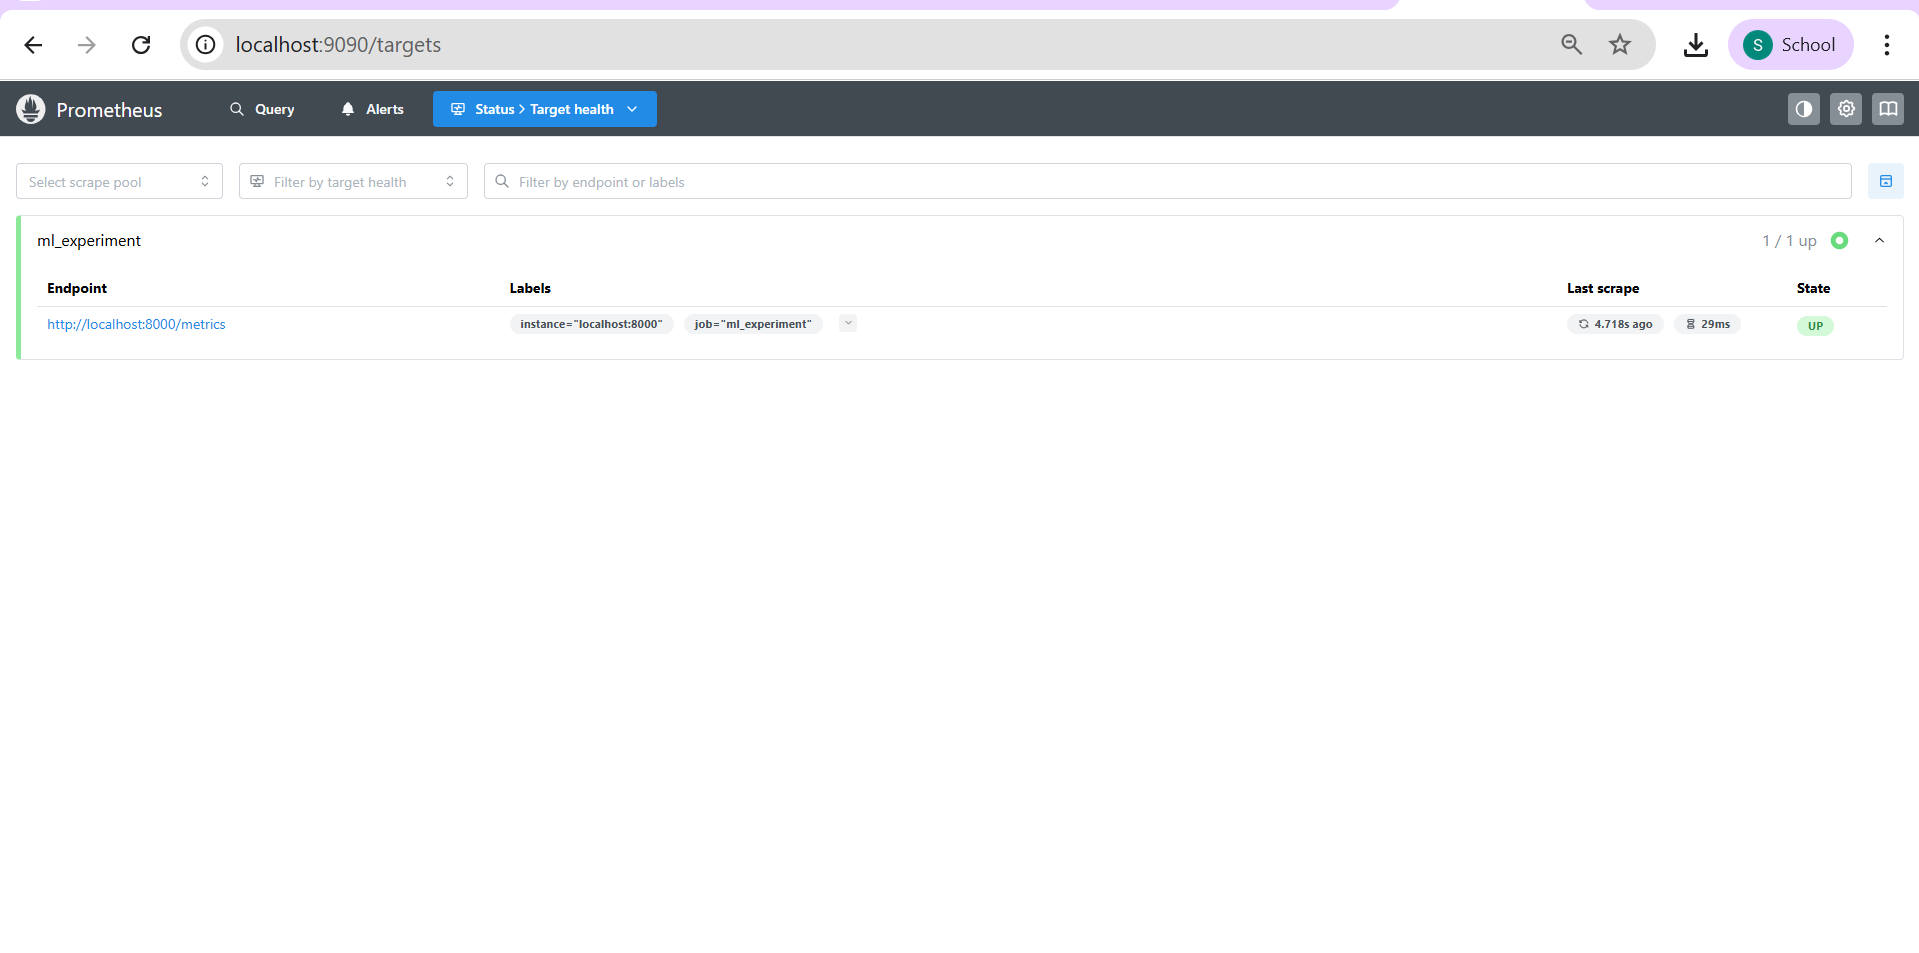 localhost:9090/targets
S School
Prometheus Query Alerts Status > Target health
Select scrape pool Filter by target health Filter by endpoint or labels
ml_experiment 1 / 1 up
Endpoint Labels Last scrape State
http://localhost:8000/metrics instance="localhost:8000" job="ml_experiment" 4.718s ago 29ms UP